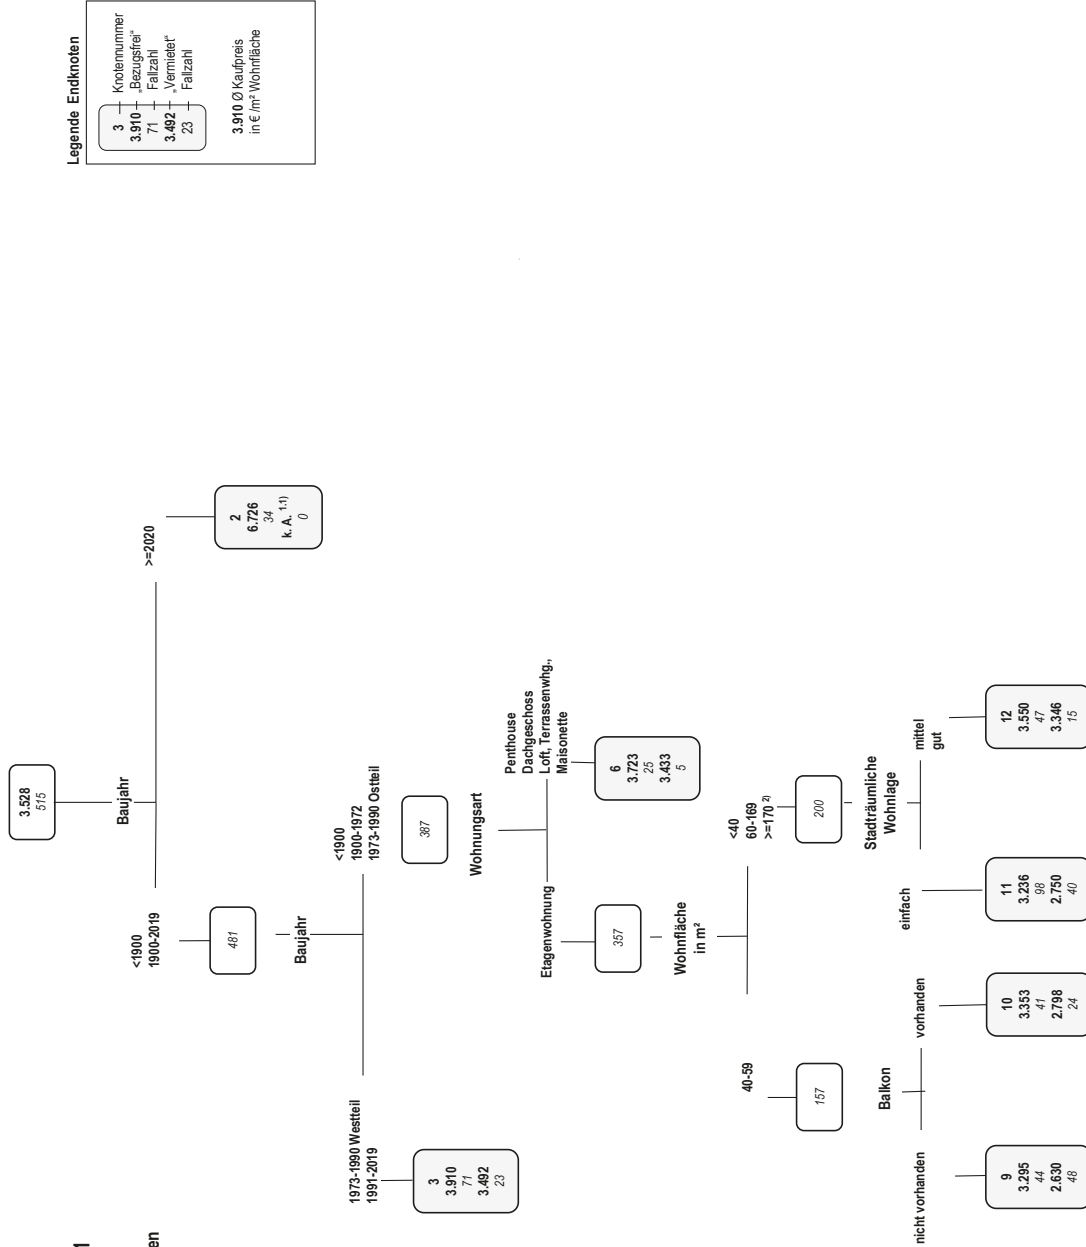 1
en
Legende Endknoten
3
3.910
71
3.492
23
Knotennummer
„Bezugsfrei“
Fallzahl
„Vermietet“
Fallzahl
3.910 Ø Kaufpreis
in € /m² Wohnfläche
3.528
515
Baujahr
<1900
1900-2019
>=2020
481
2
6.726
34
k. A. 1.1)
0
Baujahr
1973-1990 Westteil
1991-2019
<1900
1900-1972
1973-1990 Ostteil
3
3.910
71
3.492
23
387
Wohnungsart
Etagenwohnung
Penthouse
Dachgeschoss
Loft, Terrassenwhg.,
Maisonette
357
6
3.723
25
3.433
5
Wohnfläche
in m²
40-59
<40
60-169
>=170 2)
157
200
Balkon
Stadträumliche
Wohnlage
nicht vorhanden
vorhanden
einfach
mittel
gut
9
3.295
44
2.630
48
10
3.353
41
2.798
24
11
3.236
98
2.750
40
12
3.550
47
3.346
15